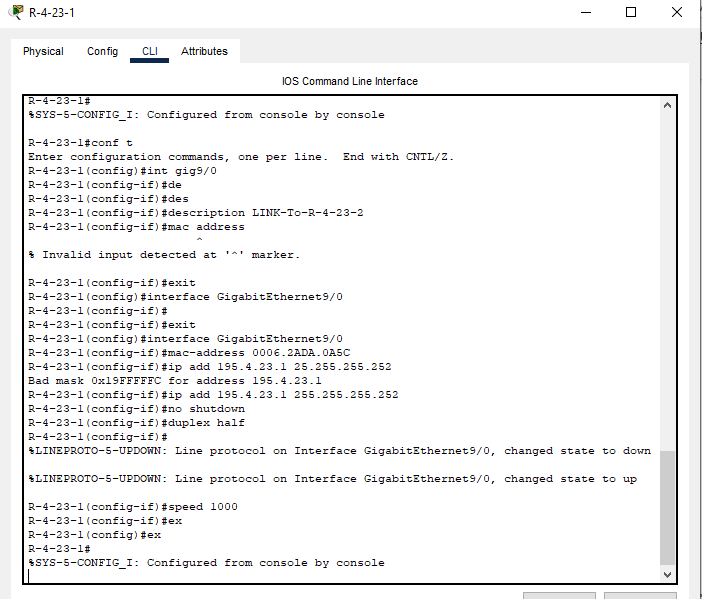 R-4-23-1
Physical Config CLI Attributes
IOS Command Line Interface
R-4-23-1#
%SYS-5-CONFIG_I: Configured from console by console
R-4-23-1#conf t
Enter configuration commands, one per line.  End with CNTL/Z.
R-4-23-1(config)#int gig9/0
R-4-23-1(config-if)#de
R-4-23-1(config-if)#des
R-4-23-1(config-if)#description LINK-To-R-4-23-2
R-4-23-1(config-if)#mac address
^
% Invalid input detected at '^' marker.
R-4-23-1(config-if)#exit
R-4-23-1(config)#interface GigabitEthernet9/0
R-4-23-1(config-if)#
R-4-23-1(config-if)#exit
R-4-23-1(config)#interface GigabitEthernet9/0
R-4-23-1(config-if)#mac-address 0006.2ADA.0A5C
R-4-23-1(config-if)#ip add 195.4.23.1 25.255.255.252
Bad mask 0x19FFFFFC for address 195.4.23.1
R-4-23-1(config-if)#ip add 195.4.23.1 255.255.255.252
R-4-23-1(config-if)#no shutdown
R-4-23-1(config-if)#duplex half
R-4-23-1(config-if)#
%LINEPROTO-5-UPDOWN: Line protocol on Interface GigabitEthernet9/0, changed state to down
%LINEPROTO-5-UPDOWN: Line protocol on Interface GigabitEthernet9/0, changed state to up
R-4-23-1(config-if)#speed 1000
R-4-23-1(config-if)#ex
R-4-23-1(config)#ex
R-4-23-1#
%SYS-5-CONFIG_I: Configured from console by console